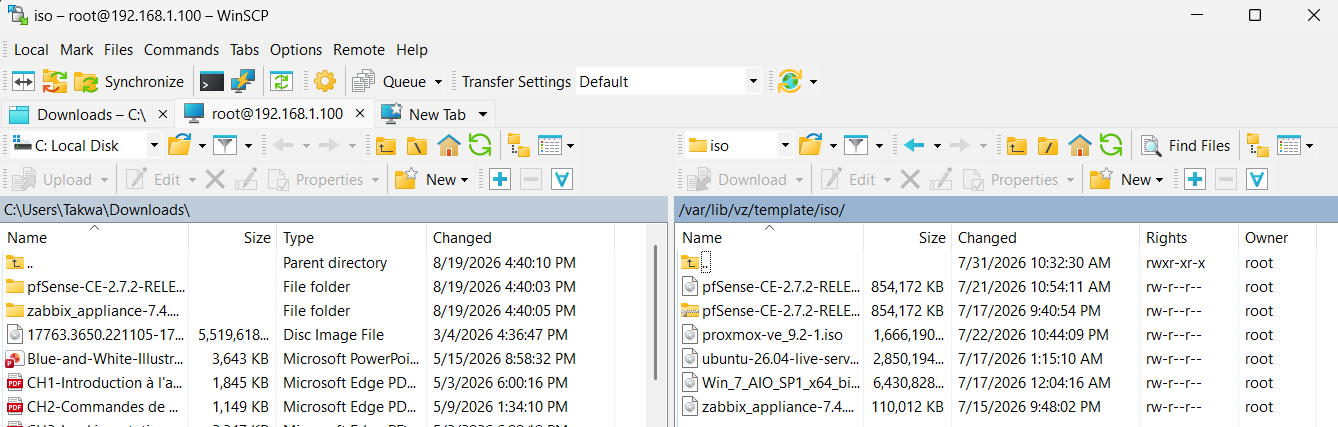 iso – root@192.168.1.100 – WinSCP
Local Mark Files Commands Tabs Options Remote Help
Synchronize Queue Transfer Settings Default
Downloads – C:\ × root@192.168.1.100 × New Tab
C: Local Disk iso Find Files
Upload Edit Properties New Download Edit Properties New
C:\Users\Takwa\Downloads\ /var/lib/vz/template/iso/
Name Size Type Changed Name Size Changed Rights Owner
.. Parent directory 8/19/2026 4:40:10 PM .. 7/31/2026 10:32:30 AM rwxr-xr-x root
pfSense-CE-2.7.2-RELE... File folder 8/19/2026 4:40:03 PM pfSense-CE-2.7.2-RELE... 854,172 KB 7/21/2026 10:54:11 AM rw-r--r-- root
zabbix_appliance-7.4.... File folder 8/19/2026 4:40:05 PM pfSense-CE-2.7.2-RELE... 854,172 KB 7/17/2026 9:40:54 PM rw-r--r-- root
17763.3650.221105-17... 5,519,618... Disc Image File 3/4/2026 4:36:47 PM proxmox-ve_9.2-1.iso 1,666,190... 7/22/2026 10:44:09 PM rw-r--r-- root
Blue-and-White-Illustr... 3,643 KB Microsoft PowerPoi... 5/15/2026 8:58:32 PM ubuntu-26.04-live-serv... 2,850,194... 7/17/2026 1:15:10 AM rw-r--r-- root
CH1-Introduction à l'a... 1,845 KB Microsoft Edge PD... 5/3/2026 6:00:16 PM Win_7_AIO_SP1_x64_bi... 6,430,828... 7/17/2026 12:04:16 AM rw-r--r-- root
CH2-Commandes de ... 1,149 KB Microsoft Edge PD... 5/9/2026 1:34:10 PM zabbix_appliance-7.4.... 110,012 KB 7/15/2026 9:48:02 PM rw-r--r-- root